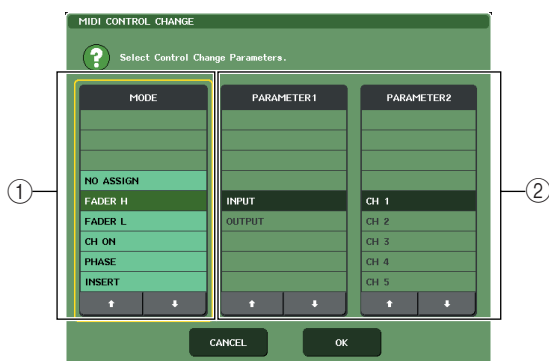 MIDI CONTROL CHANGE
?
Select Control Change Parameters.
MODE
NO ASSIGN
FADER H
FADER L
CH ON
PHASE
INSERT
PARAMETER1
INPUT
OUTPUT
PARAMETER2
CH 1
CH 2
CH 3
CH 4
CH 5
1
2
CANCEL
OK